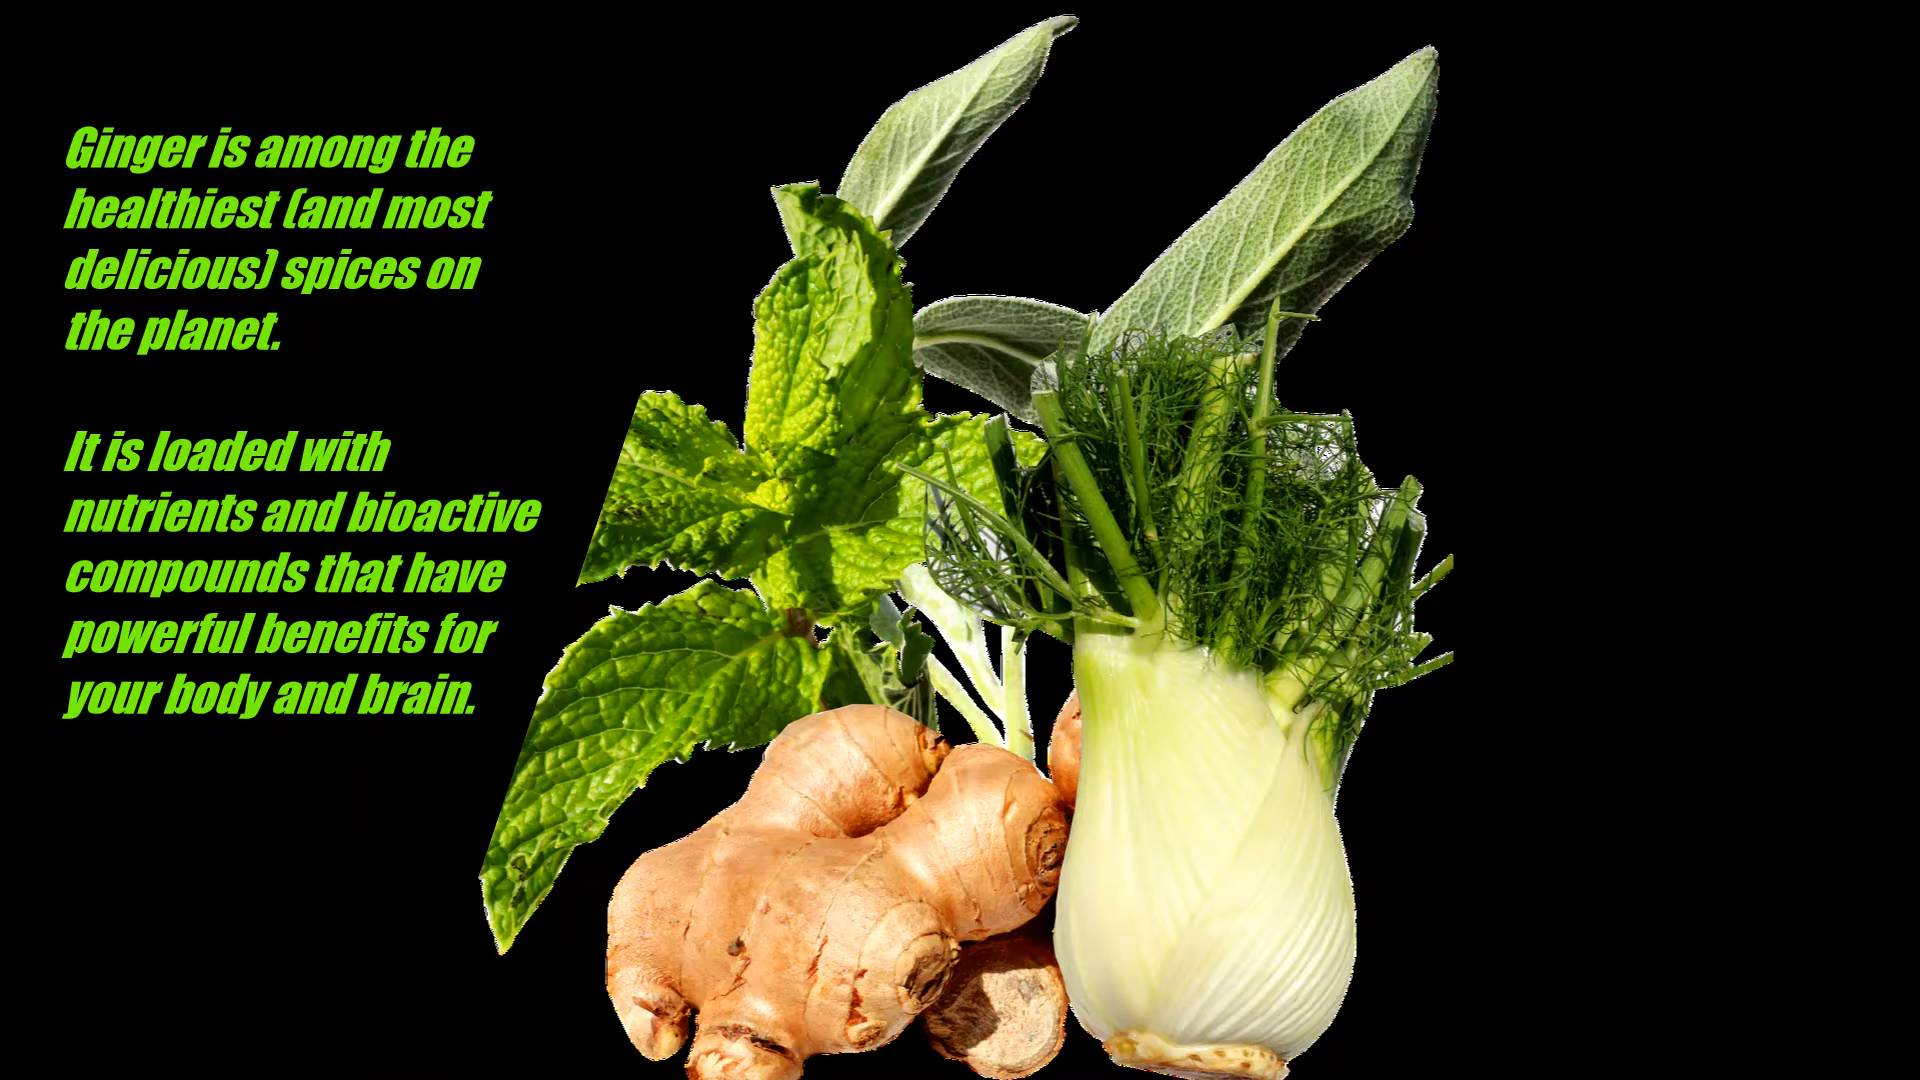 Ginger is among the
healthiest (and most
delicious) spices on
the planet.
It is loaded with
nutrients and bioactive
compounds that have
powerful benefits for
your body and brain.